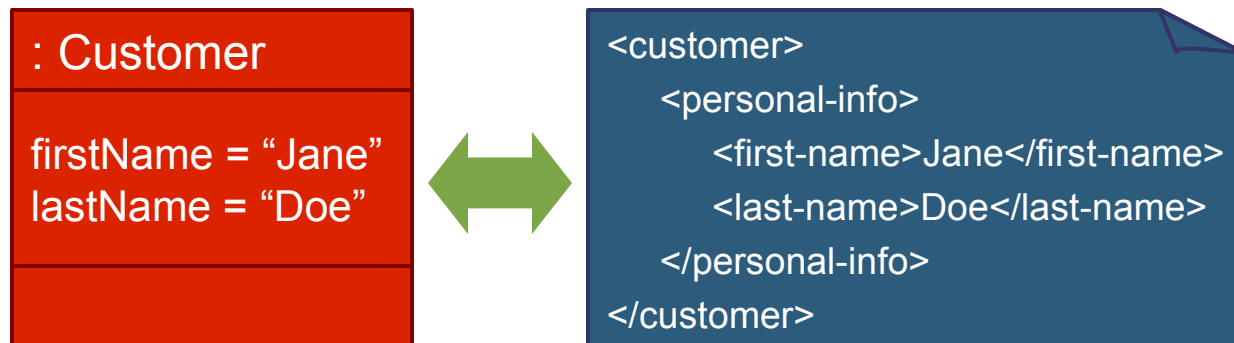 : Customer
firstName = “Jane”
lastName = “Doe”
<customer>
<personal-info>
<first-name>Jane</first-name>
<last-name>Doe</last-name>
</personal-info>
</customer>